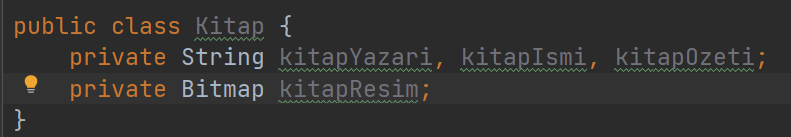 public class Kitap {
    private String kitapYazari, kitapIsmi, kitapOzeti;
    private Bitmap kitapResim;
}